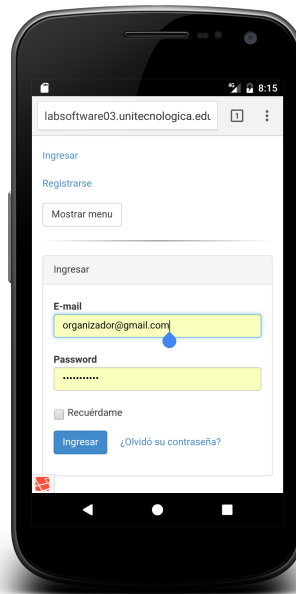 4G 8:15
labsoftware03.unitecnologica.edu
1
Ingresar
Registrarse
Mostrar menu
Ingresar
E-mail
organizador@gmail.com
Password
•••••••••••
Recuérdame
Ingresar ¿Olvidó su contraseña?